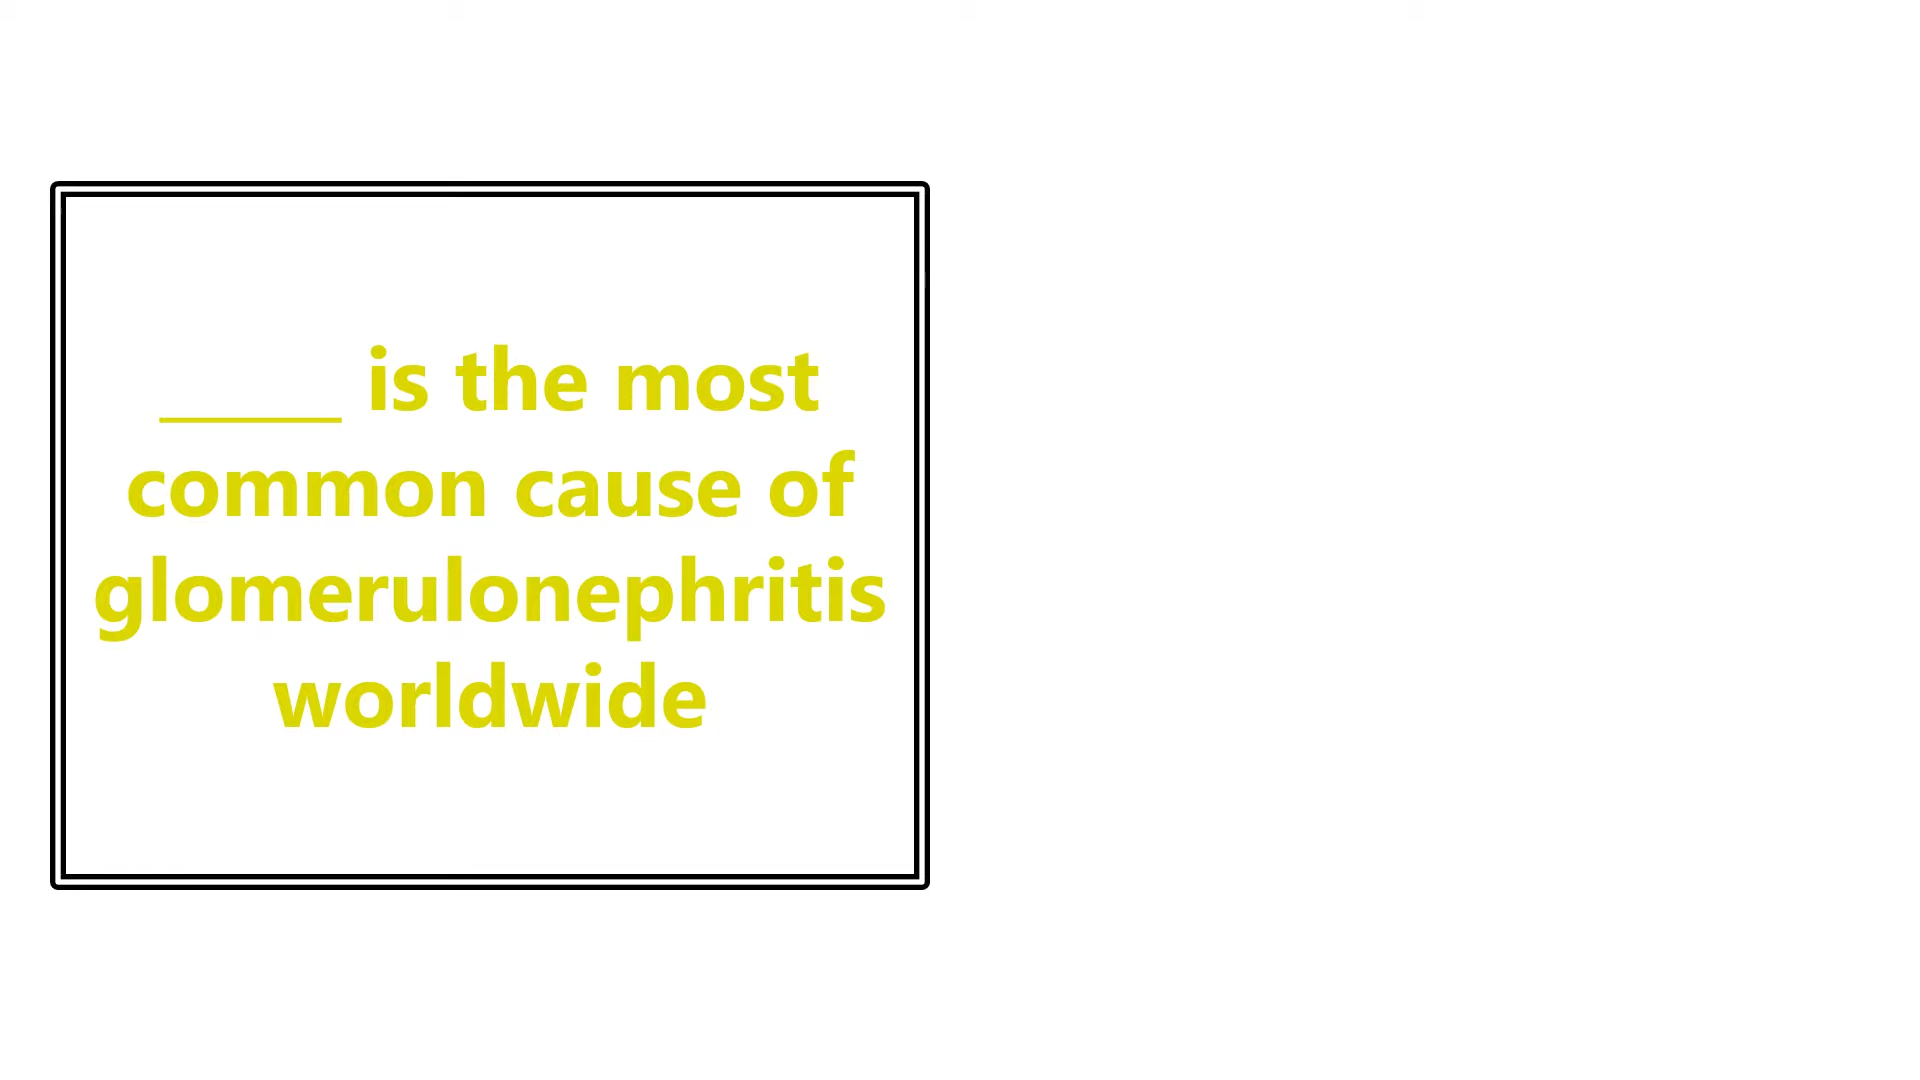 _____ is the most
common cause of
glomerulonephritis
worldwide